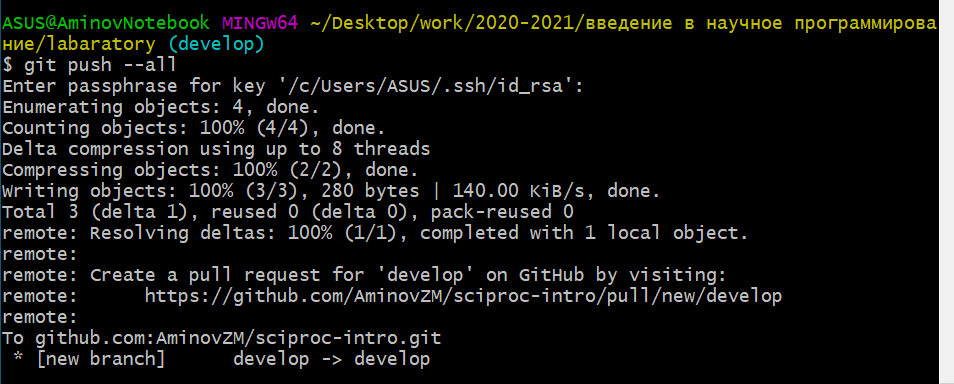 ASUS@AminovNotebook MINGW64 ~/Desktop/work/2020-2021/введение в научное программирова
ние/labaratory (develop)
$ git push --all
Enter passphrase for key '/c/Users/ASUS/.ssh/id_rsa':
Enumerating objects: 4, done.
Counting objects: 100% (4/4), done.
Delta compression using up to 8 threads
Compressing objects: 100% (2/2), done.
Writing objects: 100% (3/3), 280 bytes | 140.00 KiB/s, done.
Total 3 (delta 1), reused 0 (delta 0), pack-reused 0
remote: Resolving deltas: 100% (1/1), completed with 1 local object.
remote:
remote: Create a pull request for 'develop' on GitHub by visiting:
remote:      https://github.com/AminovZM/sciproc-intro/pull/new/develop
remote:
To github.com:AminovZM/sciproc-intro.git
 * [new branch]      develop -> develop